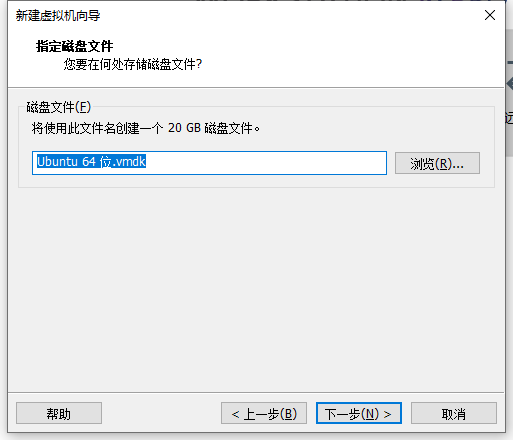 新建虚拟机向导
指定磁盘文件
您要在何处存储磁盘文件?
磁盘文件(F)
将使用此文件名创建一个 20 GB 磁盘文件。
Ubuntu 64 位.vmdk
浏览(R)...
帮助
< 上一步(B)
下一步(N) >
取消